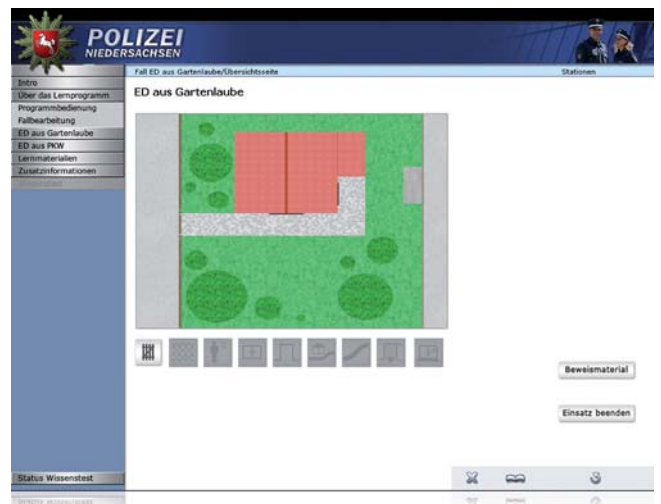 POLIZEI
NIEDERSACHSEN
Fall ED aus Gartenlaube/Übersichtsseite
Stationen
Intro
Über das Lernprogramm
Programmbedienung
Fallbearbeitung
ED aus Gartenlaube
ED aus PKW
Lernmaterialien
Zusatzinformationen
ED aus Gartenlaube
Beweismaterial
Einsatz beenden
Status Wissenstest